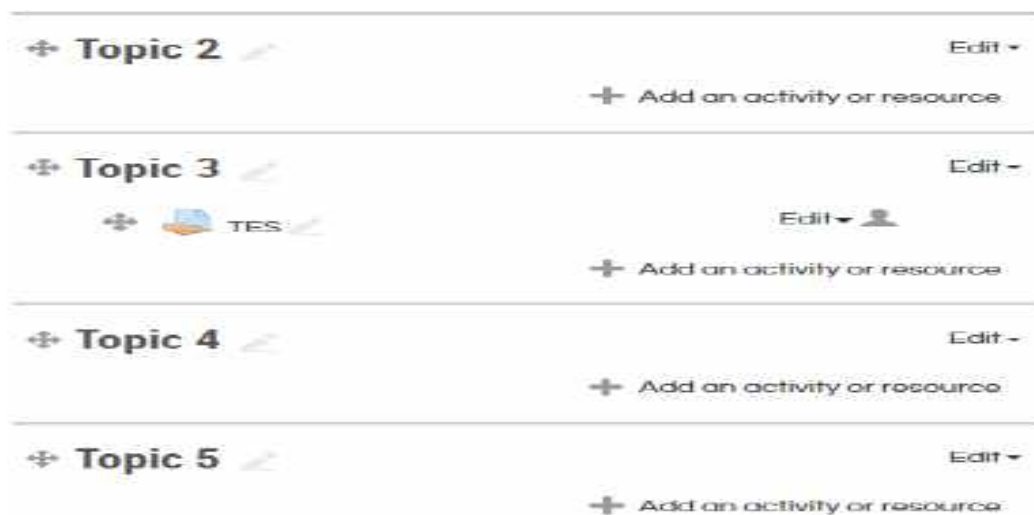 Topic 2 Edit
Add an activity or resource
Topic 3 Edit
TES Edit
Add an activity or resource
Topic 4 Edit
Add an activity or resource
Topic 5 Edit
Add an activity or resource